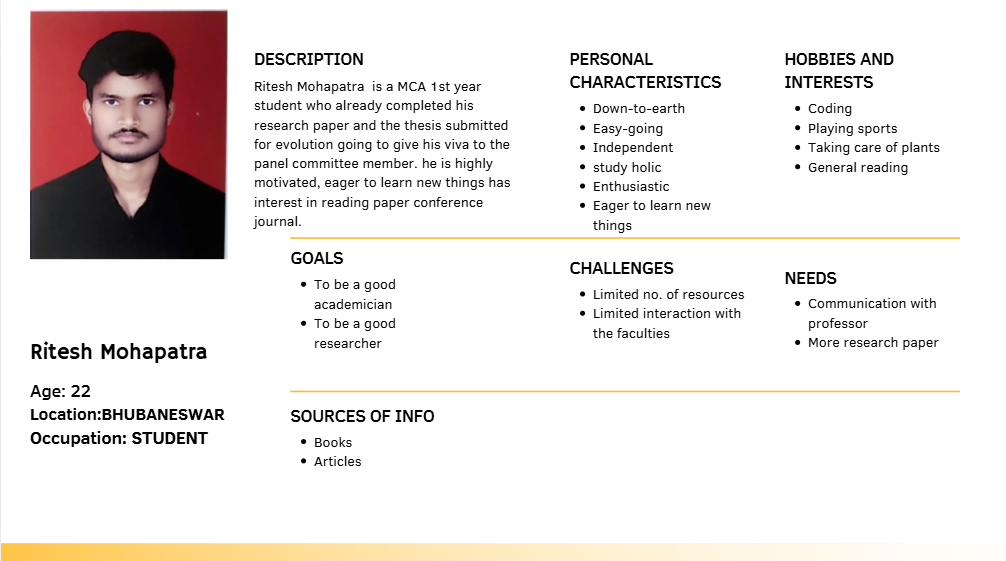 DESCRIPTION
Ritesh Mohapatra is a MCA 1st year
student who already completed his
research paper and the thesis submitted
for evolution going to give his viva to the
panel committee member. he is highly
motivated, eager to learn new things has
interest in reading paper conference
journal.
PERSONAL
CHARACTERISTICS
• Down-to-earth
• Easy-going
• Independent
• study holic
• Enthusiastic
• Eager to learn new
things
HOBBIES AND
INTERESTS
• Coding
• Playing sports
• Taking care of plants
• General reading
GOALS
• To be a good
academician
• To be a good
researcher
CHALLENGES
• Limited no. of resources
• Limited interaction with
the faculties
NEEDS
• Communication with
professor
• More research paper
Ritesh Mohapatra
Age: 22
Location:BHUBANESWAR
Occupation: STUDENT
SOURCES OF INFO
• Books
• Articles